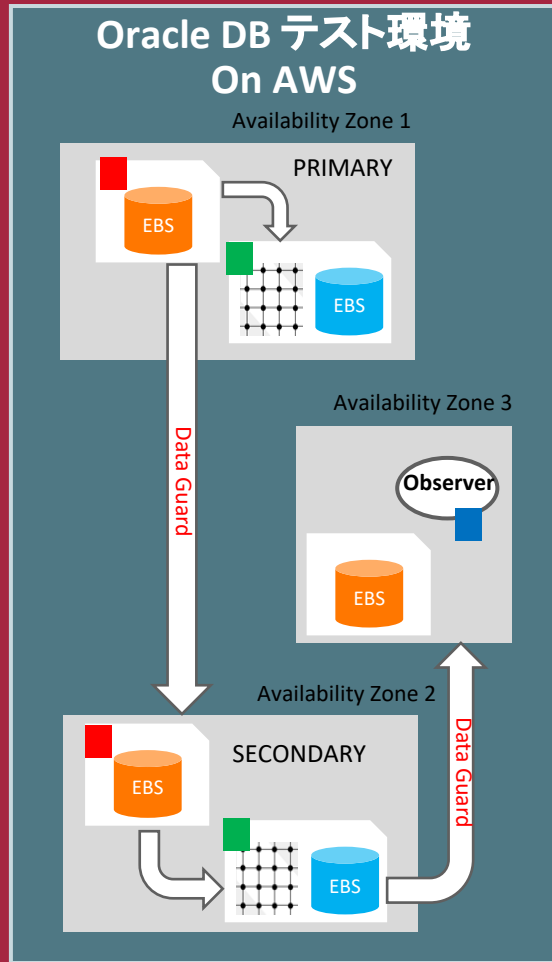 Oracle DB テスト環境
On AWS
Availability Zone 1
PRIMARY
EBS
EBS
Data Guard
Availability Zone 3
Observer
EBS
Availability Zone 2
SECONDARY
EBS
EBS
Data Guard